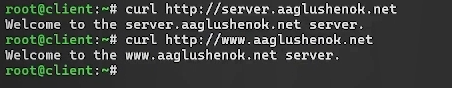 root@client:~# curl http://server.aaglushenok.net
Welcome to the server.aaglushenok.net server.
root@client:~# curl http://www.aaglushenok.net
Welcome to the www.aaglushenok.net server.
root@client:~#